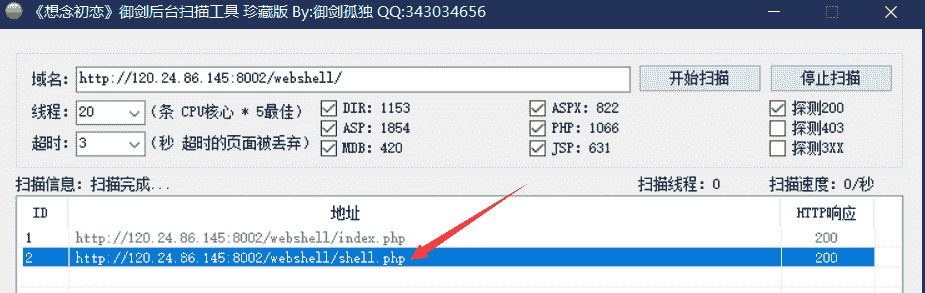 《想念初恋》御剑后台扫描工具 珍藏版 By:御剑孤独 QQ:343034656
域名: http://120.24.86.145:8002/webshell/ 开始扫描 停止扫描
线程: 20 (条 CPU核心 * 5最佳) DIR: 1153 ASPX: 822 探测200
ASP: 1854 PHP: 1066 探测403
超时: 3 (秒 超时的页面被丢弃) MDB: 420 JSP: 631 探测3XX
扫描信息: 扫描完成... 扫描线程: 0 扫描速度: 0/秒
ID 地址 HTTP响应
1 http://120.24.86.145:8002/webshell/index.php 200
2 http://120.24.86.145:8002/webshell/shell.php 200